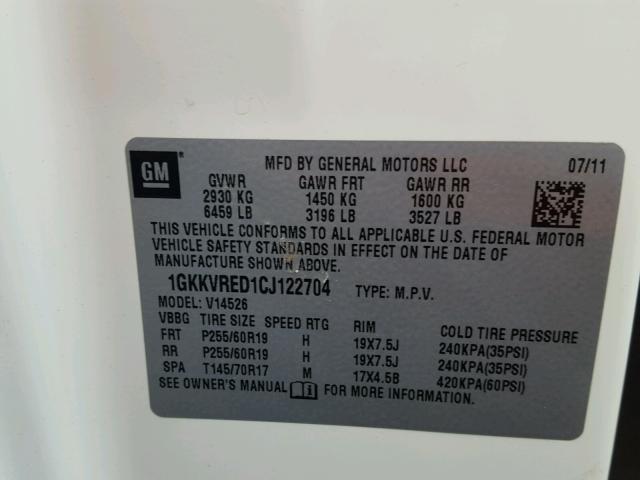 GM MFD BY GENERAL MOTORS LLC 07/11
GVWR GAWR FRT GAWR RR
2930 KG 1450 KG 1600 KG
6459 LB 3196 LB 3527 LB
THIS VEHICLE CONFORMS TO ALL APPLICABLE U.S. FEDERAL MOTOR
VEHICLE SAFETY STANDARDS IN EFFECT ON THE DATE OF
MANUFACTURE SHOWN ABOVE.
1GKKVRED1CJ122704 TYPE: M.P.V.
MODEL: V14526
VBBG TIRE SIZE SPEED RTG RIM COLD TIRE PRESSURE
FRT P255/60R19 H 19X7.5J 240KPA(35PSI)
RR P255/60R19 H 19X7.5J 240KPA(35PSI)
SPA T145/70R17 M 17X4.5B 420KPA(60PSI)
SEE OWNER'S MANUAL FOR MORE INFORMATION.